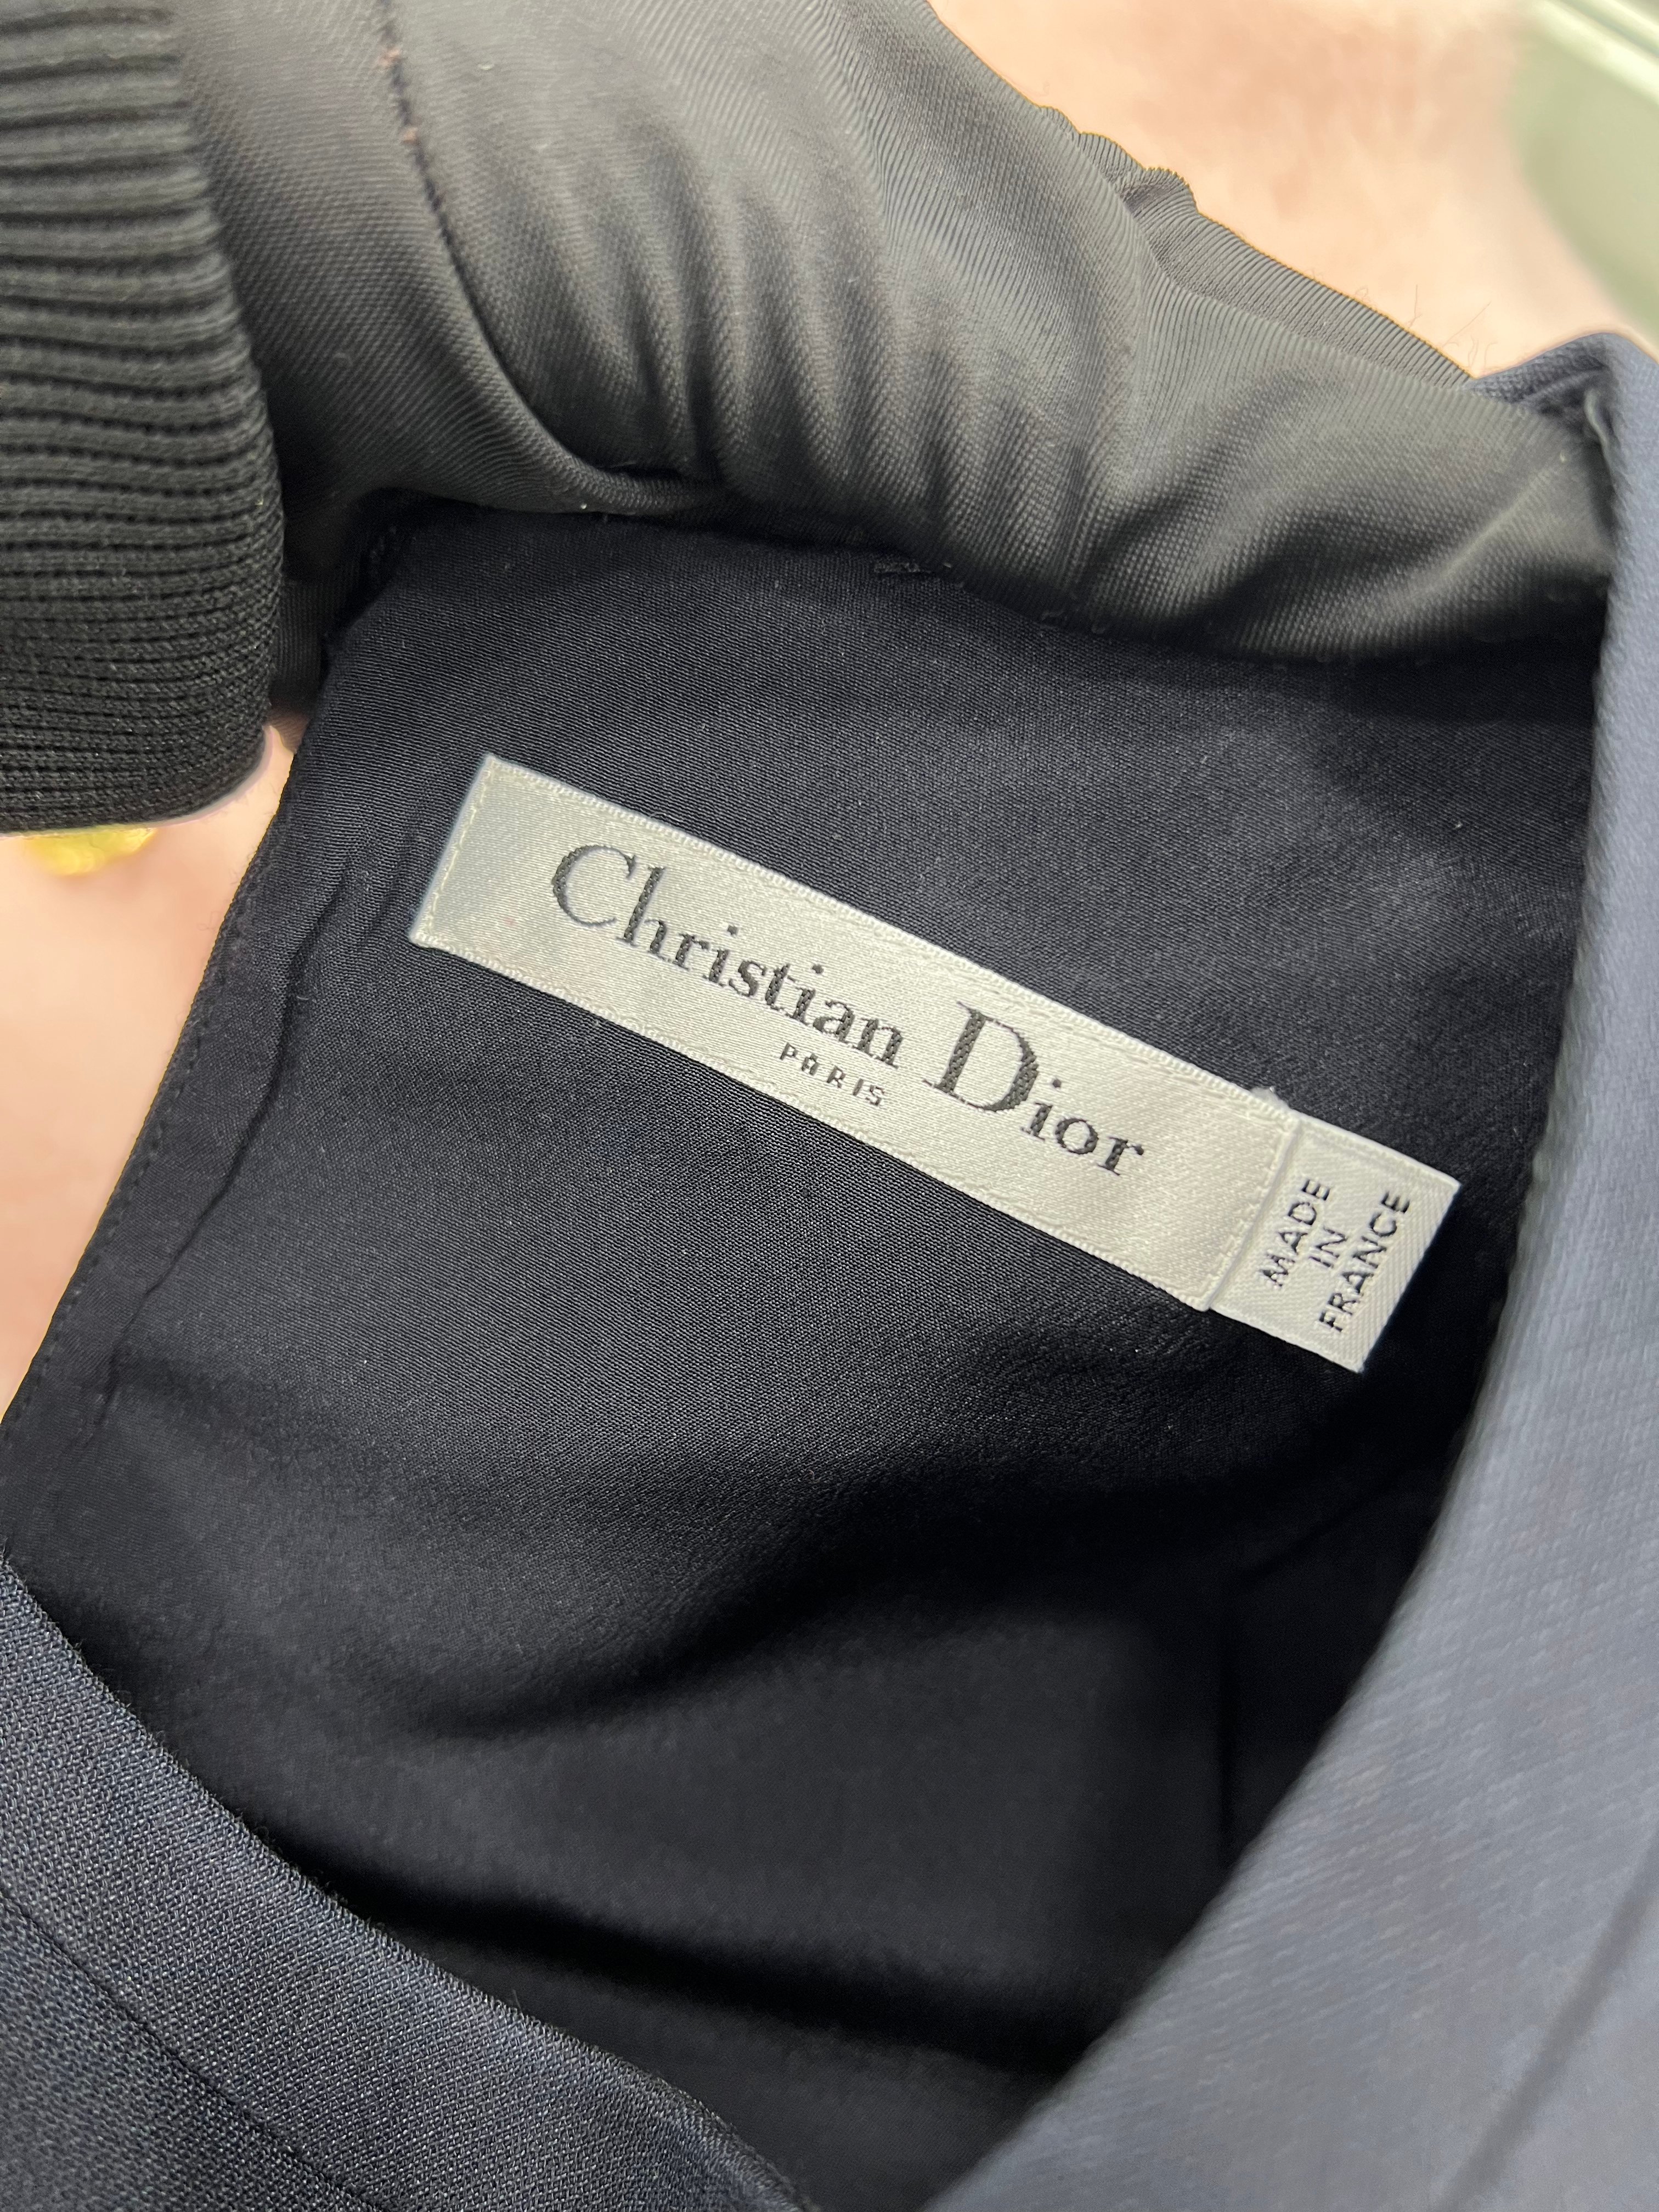 Christian Dior
PARIS
MADE
IN
FRANCE